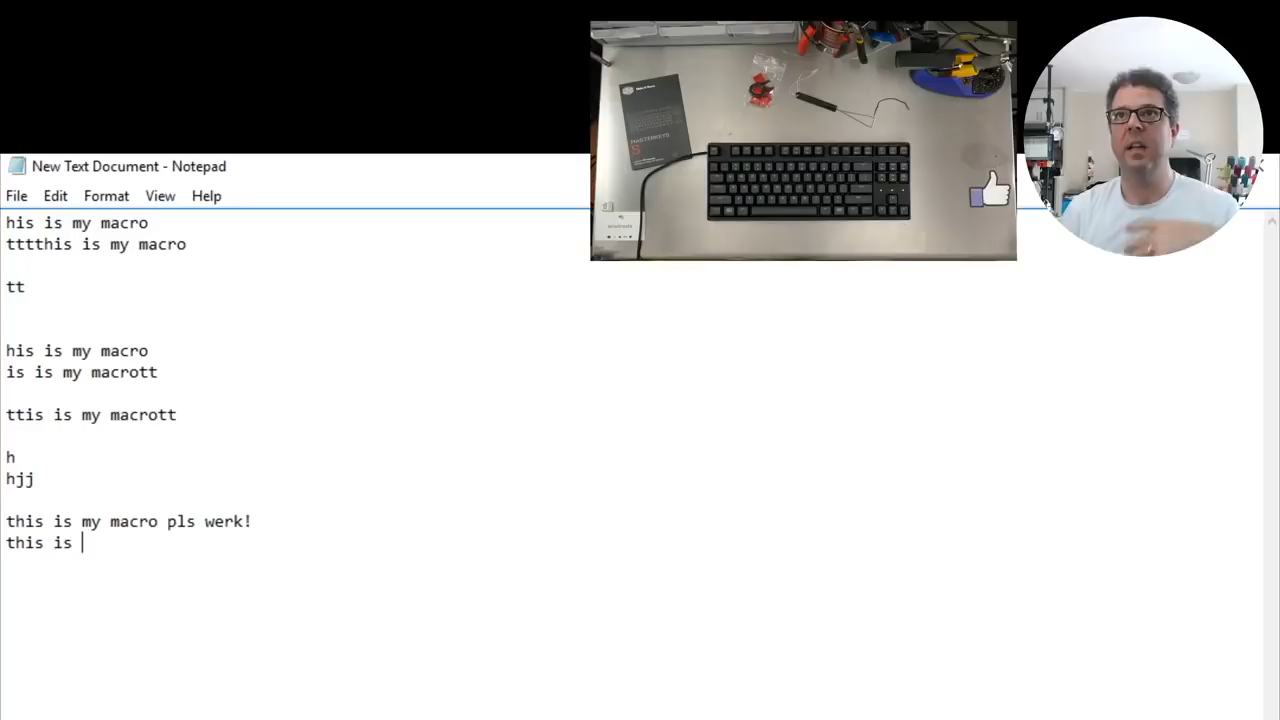 New Text Document - Notepad
File Edit Format View Help
his is my macro
tttthis is my macro
tt
his is my macro
is is my macrott
ttis is my macrott
h
hjj
this is my macro pls werk!
this is
MASTERKEYS
S